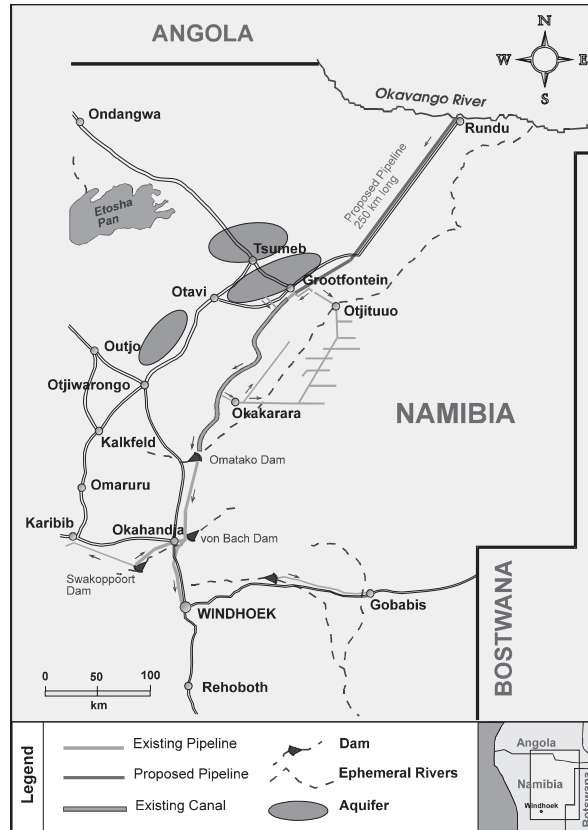 ANGOLA
N
W E
S
Okavango River
Ondangwa
Rundu
Proposed Pipeline
250 km long
Etosha
Pan
Tsumeb
Grootfontein
Otavi
Otjituuo
Outjo
Otjiwarongo
Okakarara
NAMIBIA
Kalkfeld
Omatako Dam
Omaruru
Karibib
Okahandja
von Bach Dam
Swakoppoort
Dam
Gobabis
WINDHOEK
BOSTWANA
0 50 100
km
Rehoboth
Legend
Existing Pipeline
Proposed Pipeline
Existing Canal
Dam
Ephemeral Rivers
Aquifer
Angola
Namibia
Windhoek
Botswana